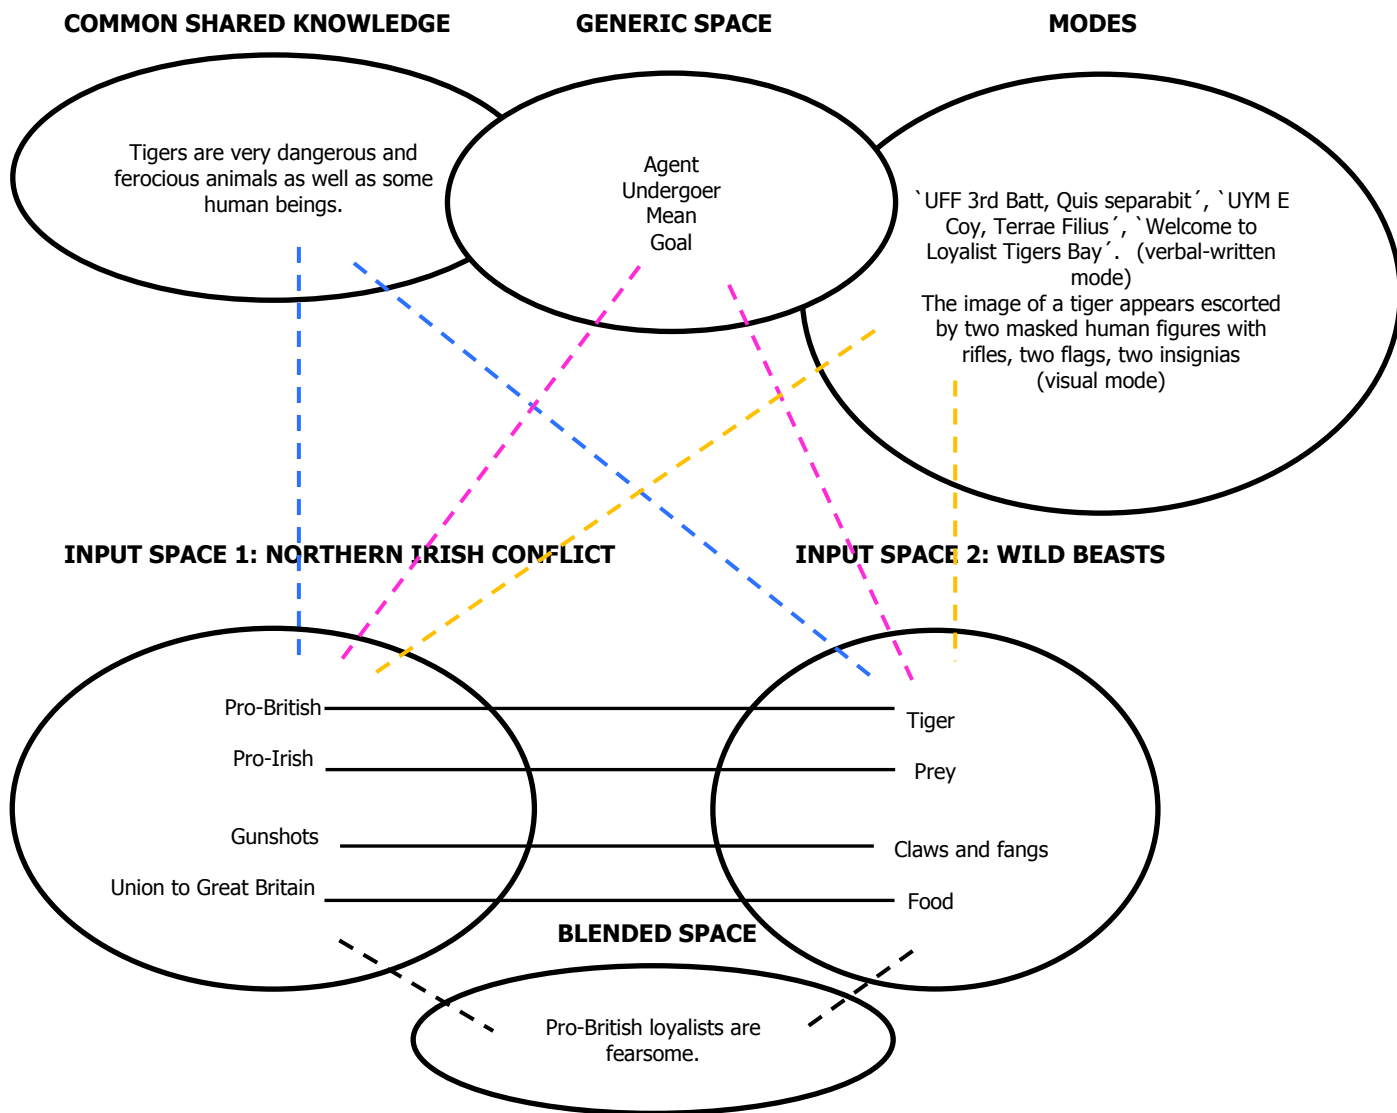 COMMON SHARED KNOWLEDGE
GENERIC SPACE
MODES
Tigers are very dangerous and
ferocious animals as well as some
human beings.
Agent
Undergoer
Mean
Goal
`UFF 3rd Batt, Quis separabit´, `UYM E
Coy, Terrae Filius´, `Welcome to
Loyalist Tigers Bay´.  (verbal-written
mode)
The image of a tiger appears escorted
by two masked human figures with
rifles, two flags, two insignias
(visual mode)
INPUT SPACE 1: NORTHERN IRISH CONFLICT
INPUT SPACE 2: WILD BEASTS
Pro-British
Tiger
Pro-Irish
Prey
Gunshots
Claws and fangs
Union to Great Britain
Food
BLENDED SPACE
Pro-British loyalists are
fearsome.